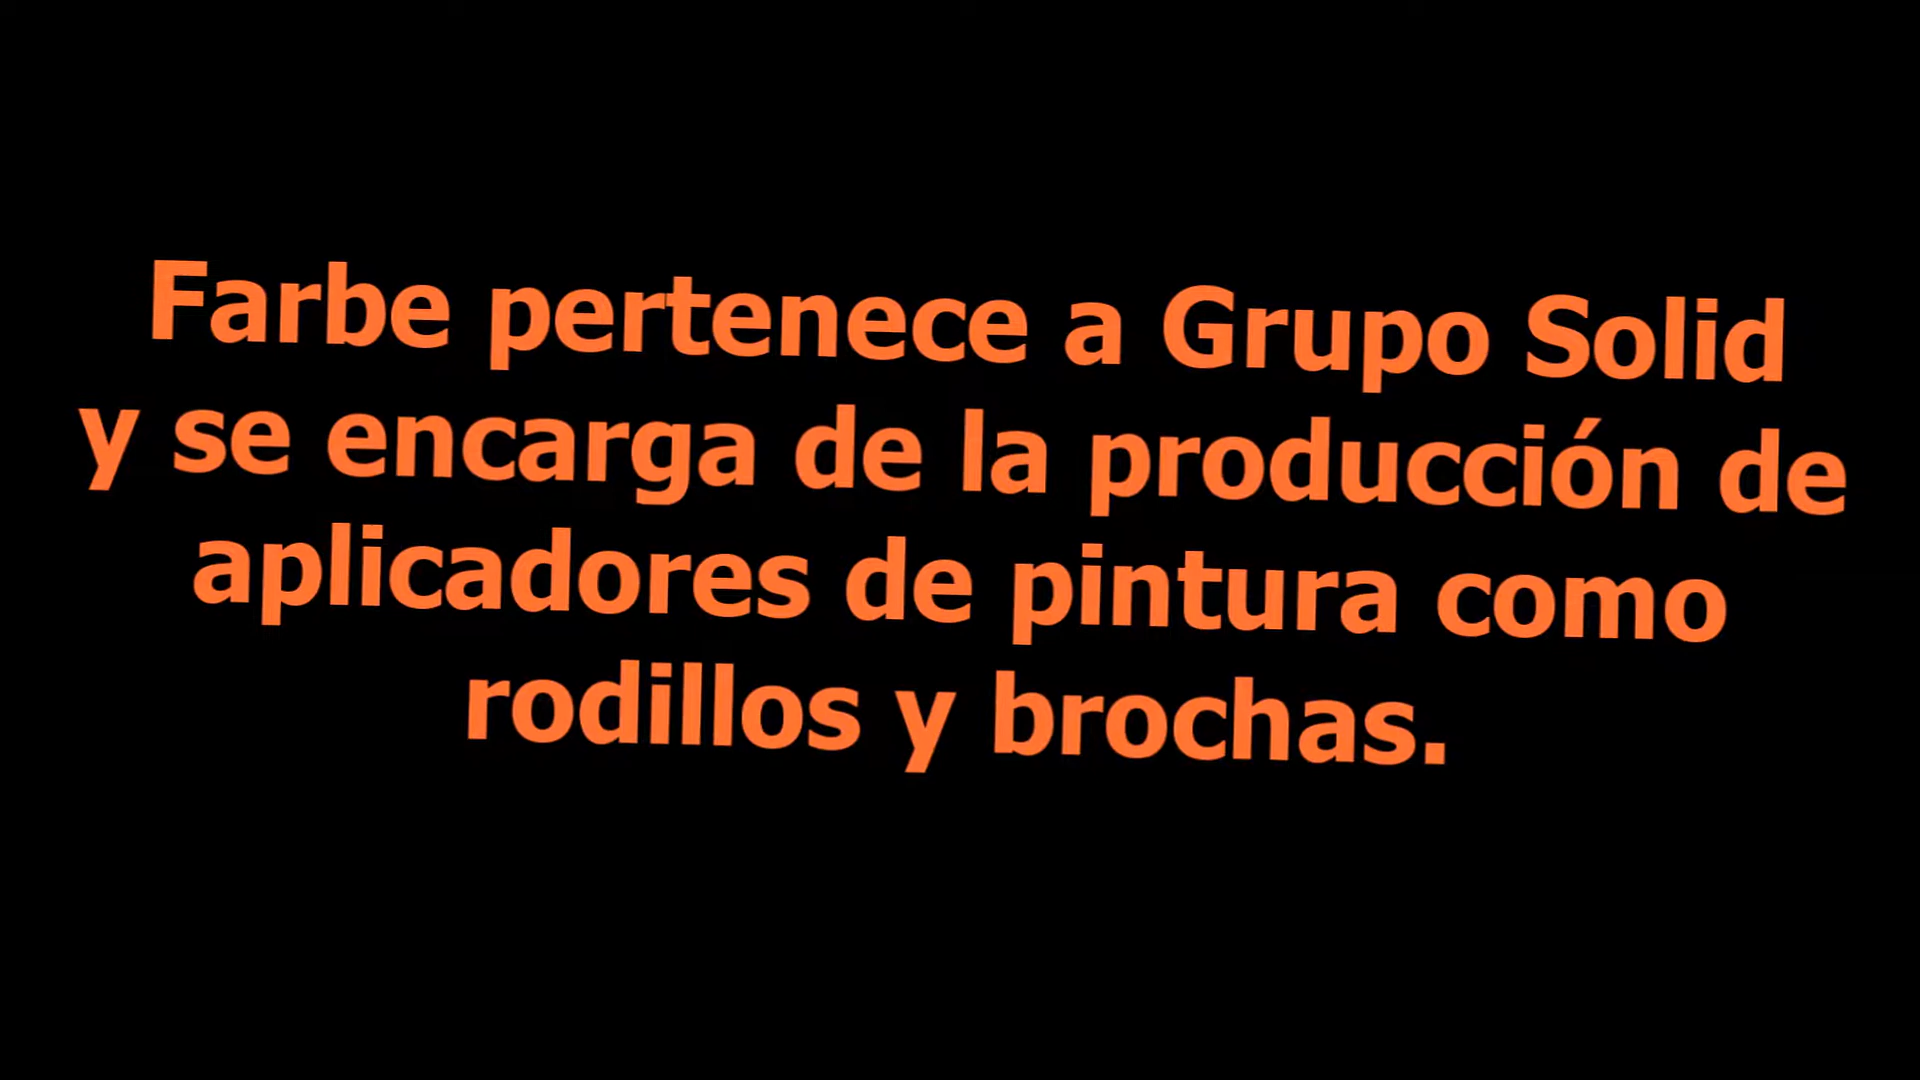 Farbe pertenece a Grupo Solid
y se encarga de la producción de
aplicadores de pintura como
rodillos y brochas.